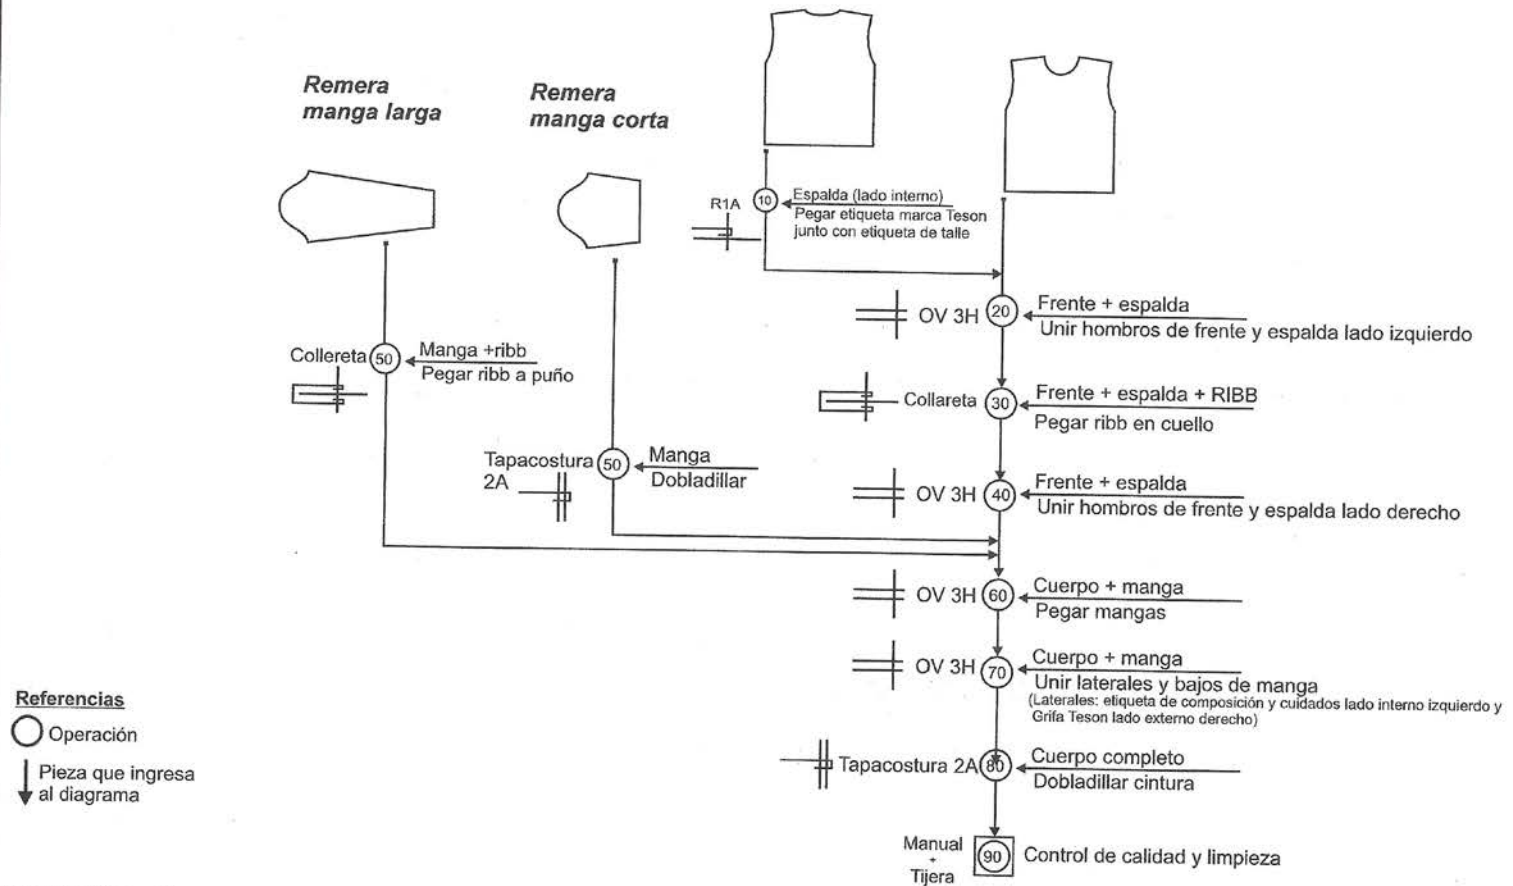 Remera
manga larga
Remera
manga corta
R1A
10
Espalda (lado interno)
Pegar etiqueta marca Teson
junto con etiqueta de talle
OV 3H
20
Frente + espalda
Unir hombros de frente y espalda lado izquierdo
Collereta
50
Manga +ribb
Pegar ribb a puño
Collareta
30
Frente + espalda + RIBB
Pegar ribb en cuello
Tapacostura
2A
50
Manga
Dobladillar
OV 3H
40
Frente + espalda
Unir hombros de frente y espalda lado derecho
OV 3H
60
Cuerpo + manga
Pegar mangas
OV 3H
70
Cuerpo + manga
Unir laterales y bajos de manga
(Laterales: etiqueta de composición y cuidados lado interno izquierdo y
Grifa Teson lado externo derecho)
Tapacostura 2A
80
Cuerpo completo
Dobladillar cintura
Manual
+
Tijera
90
Control de calidad y limpieza
Referencias
Operación
Pieza que ingresa
al diagrama